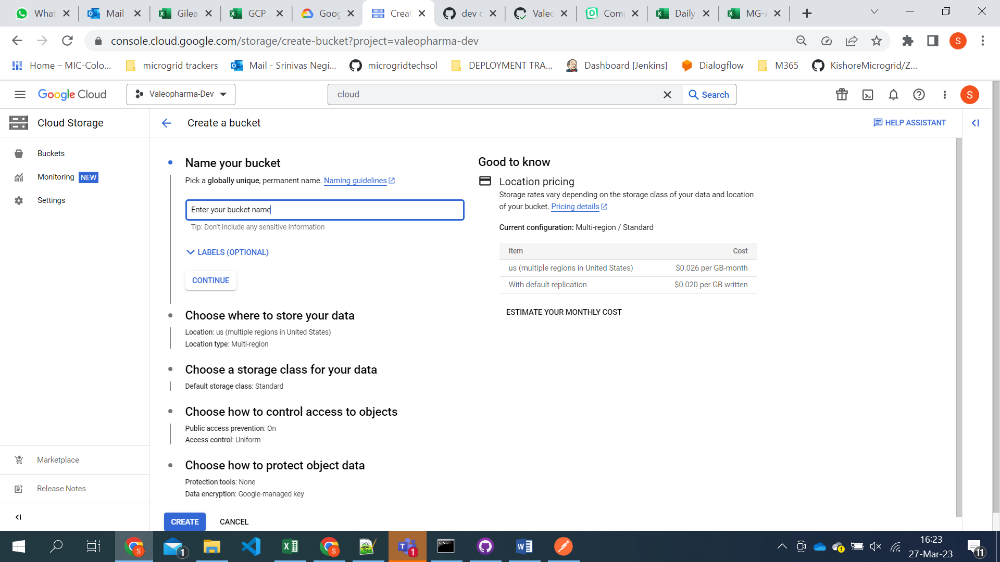 What
Mail
Gilea
GCP_
Goog
Creat
dev c
Valeo
Comp
Daily
MG-A
console.cloud.google.com/storage/create-bucket?project=valeopharma-dev
S
Home – MIC-Colo...
microgrid trackers
Mail - Srinivas Negi...
microgridtechsol
DEPLOYMENT TRA...
Dashboard [Jenkins]
Dialogflow
M365
KishoreMicrogrid/Z...
Google Cloud
Valeopharma-Dev
cloud
Search
S
Cloud Storage
Create a bucket
HELP ASSISTANT
Buckets
Monitoring NEW
Settings
Marketplace
Release Notes
Name your bucket
Pick a globally unique, permanent name. Naming guidelines
Enter your bucket name
Tip: Don't include any sensitive information
LABELS (OPTIONAL)
CONTINUE
Choose where to store your data
Location: us (multiple regions in United States)
Location type: Multi-region
Choose a storage class for your data
Default storage class: Standard
Choose how to control access to objects
Public access prevention: On
Access control: Uniform
Choose how to protect object data
Protection tools: None
Data encryption: Google-managed key
CREATE
CANCEL
Good to know
Location pricing
Storage rates vary depending on the storage class of your data and location
of your bucket. Pricing details
Current configuration: Multi-region / Standard
Item Cost
us (multiple regions in United States) $0.026 per GB-month
With default replication $0.020 per GB written
ESTIMATE YOUR MONTHLY COST
S
1
S
1
16:23
27-Mar-23
11